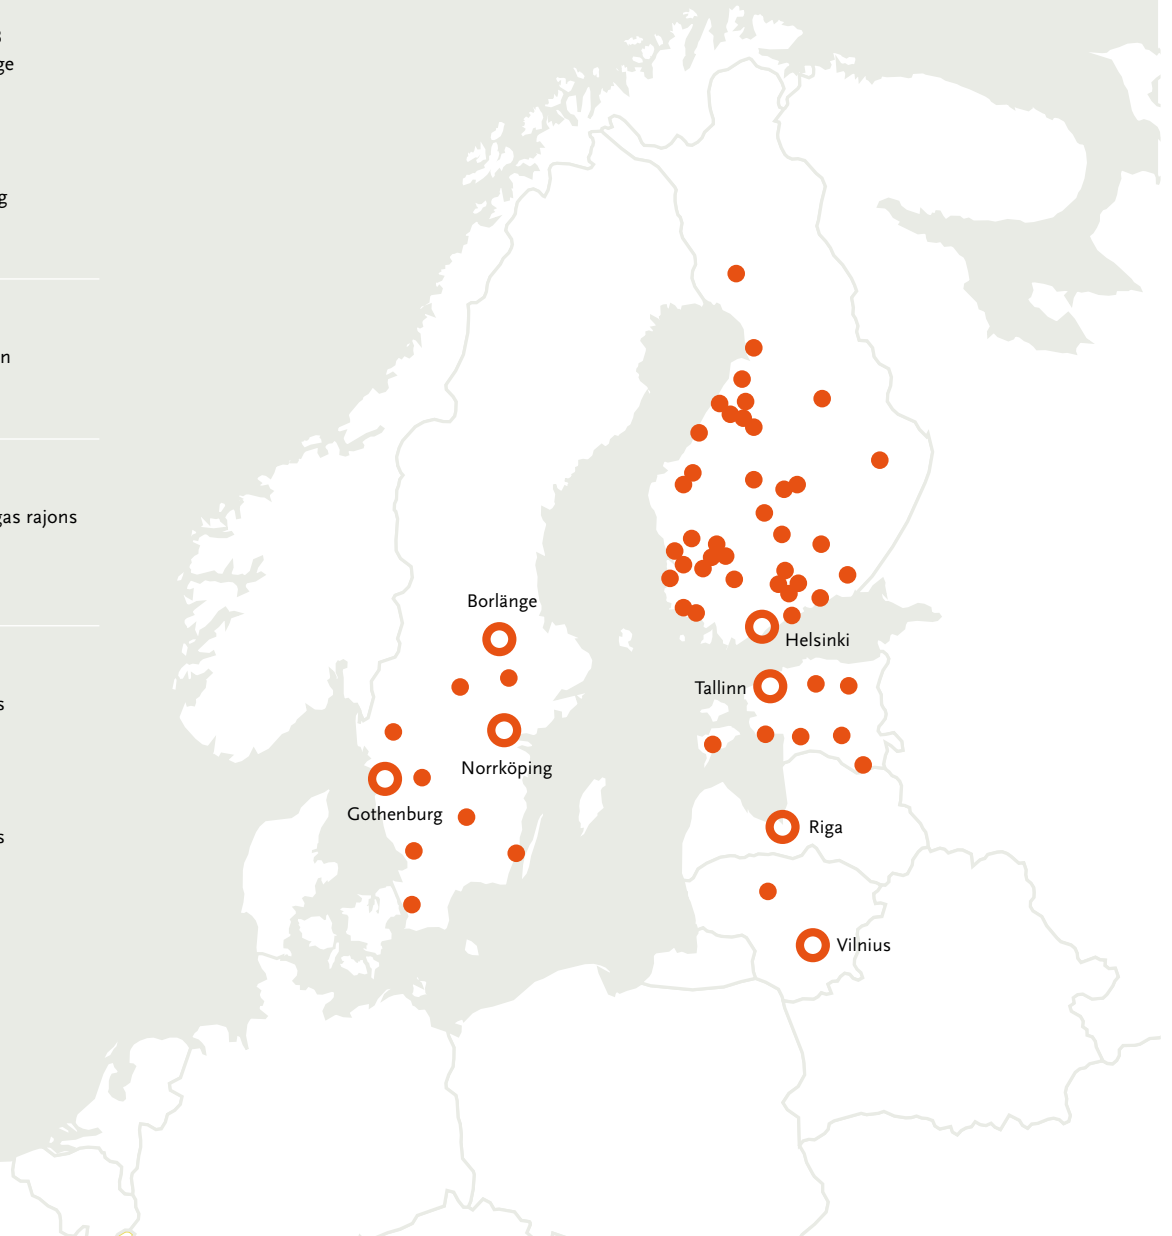 ge
g
n
gas rajons
s
s
Borlänge
Helsinki
Tallinn
Norrköping
Gothenburg
Riga
Vilnius